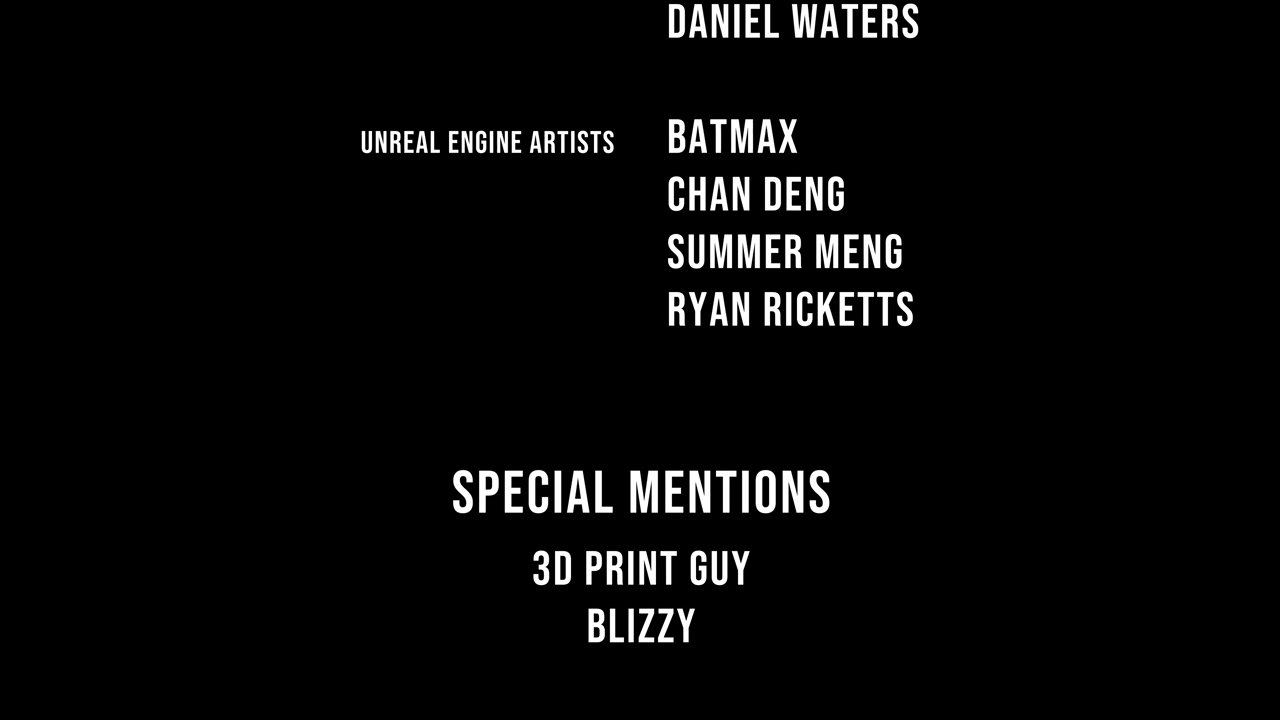 DANIEL WATERS
UNREAL ENGINE ARTISTS BATMAX
CHAN DENG
SUMMER MENG
RYAN RICKETTS
SPECIAL MENTIONS
3D PRINT GUY
BLIZZY